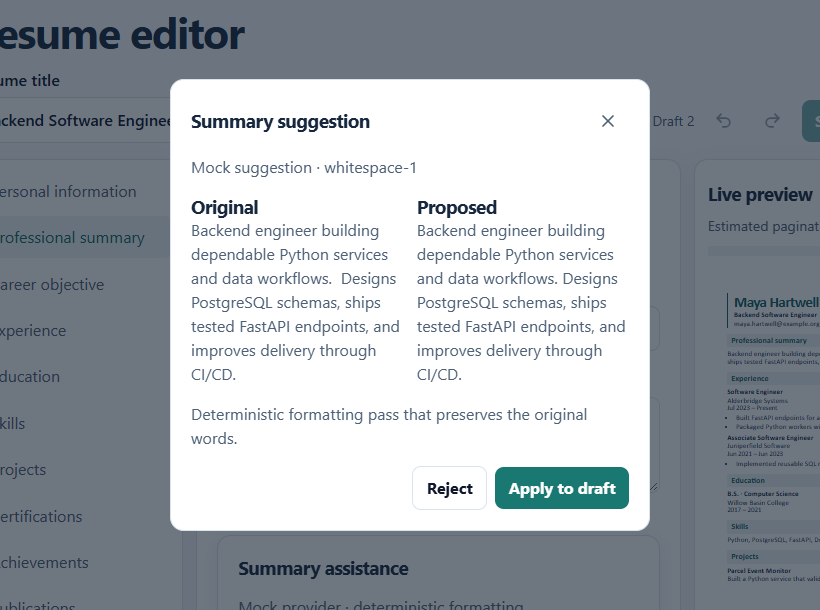 esume editor
ume title
ackend Software Enginee
Draft 2
Summary suggestion
Mock suggestion · whitespace-1
Original
Backend engineer building
dependable Python services
and data workflows.  Designs
PostgreSQL schemas, ships
tested FastAPI endpoints, and
improves delivery through
CI/CD.
Proposed
Backend engineer building
dependable Python services
and data workflows. Designs
PostgreSQL schemas, ships
tested FastAPI endpoints, and
improves delivery through
CI/CD.
Deterministic formatting pass that preserves the original
words.
Reject
Apply to draft
ersonal information
rofessional summary
areer objective
xperience
ducation
kills
rojects
ertifications
chievements
ublications
Summary assistance
Mock provider · deterministic formatting
Live preview
Estimated paginat
Maya Hartwell
Backend Software Engineer
maya.hartwell@example.org
Professional summary
Backend engineer building dep
ships tested FastAPI endpoints,
Experience
Software Engineer
Alderbridge Systems
Jul 2023 – Present
• Built FastAPI endpoints for a
• Packaged Python workers w
Associate Software Engineer
Juniperfield Software
Jun 2021 – Jun 2023
• Implemented reusable SQL r
Education
B.S. · Computer Science
Willow Basin College
2017 – 2021
Skills
Python, PostgreSQL, FastAPI, D
Projects
Parcel Event Monitor
Built a Python service that valid